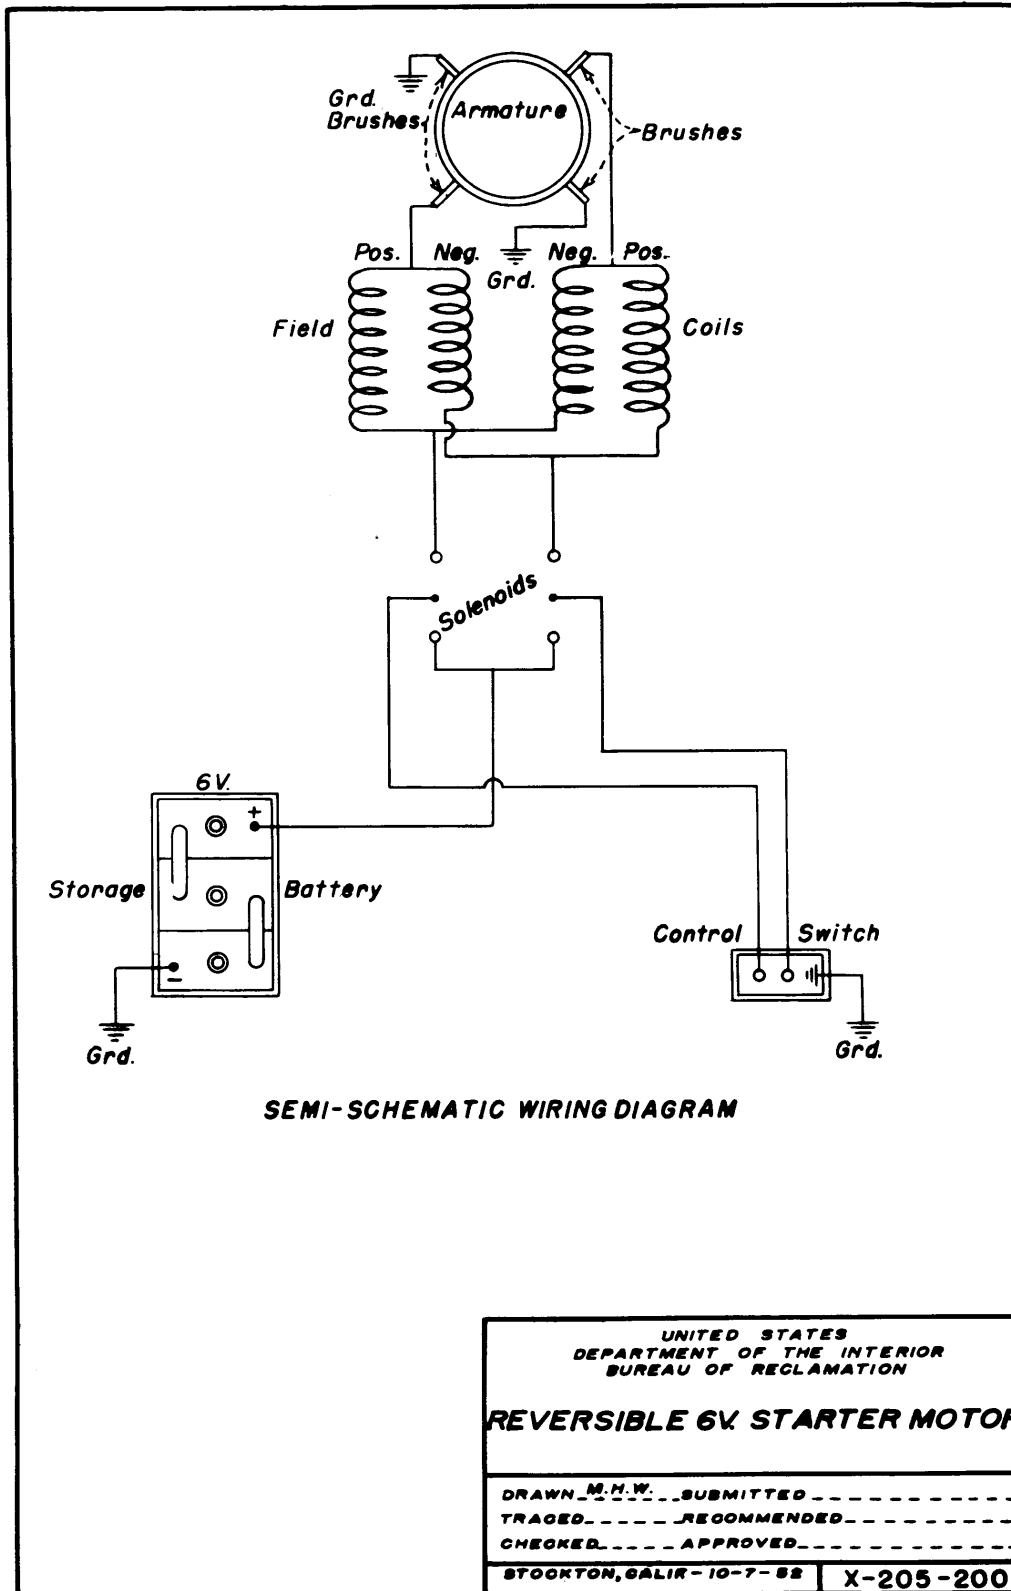 Grd.
Brushes
Armature
Brushes
Pos. Neg. Neg. Pos.
Grd.
Field
Coils
Solenoids
6V.
+
Storage Battery
-
Control Switch
Grd.
Grd.
SEMI-SCHEMATIC WIRING DIAGRAM
UNITED STATES
DEPARTMENT OF THE INTERIOR
BUREAU OF RECLAMATION
REVERSIBLE 6V. STARTER MOTOR
DRAWN M.H.W. SUBMITTED
TRACED RECOMMENDED
CHECKED APPROVED
STOCKTON, CALIF-10-7-52 X-205-200